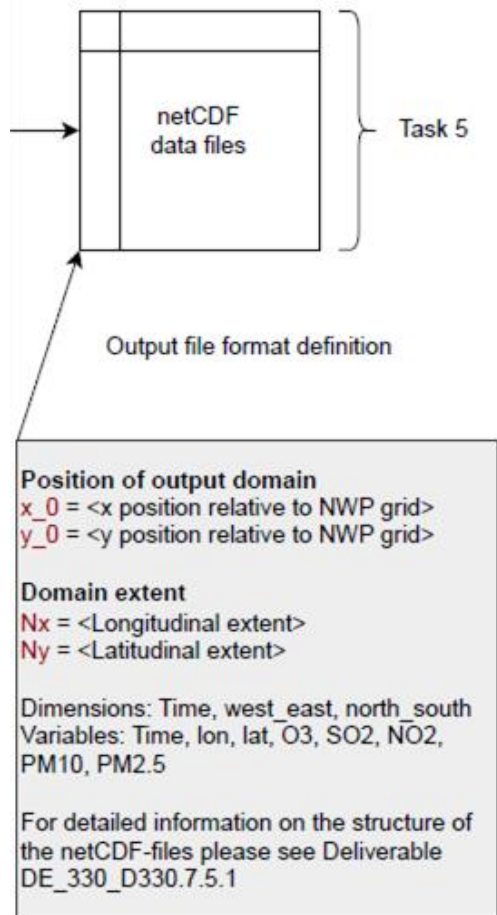 netCDF
data files
Task 5
Output file format definition
Position of output domain
x_0 = <x position relative to NWP grid>
y_0 = <y position relative to NWP grid>
Domain extent
Nx = <Longitudinal extent>
Ny = <Latitudinal extent>
Dimensions: Time, west_east, north_south
Variables: Time, lon, lat, O3, SO2, NO2,
PM10, PM2.5
For detailed information on the structure of
the netCDF-files please see Deliverable
DE_330_D330.7.5.1